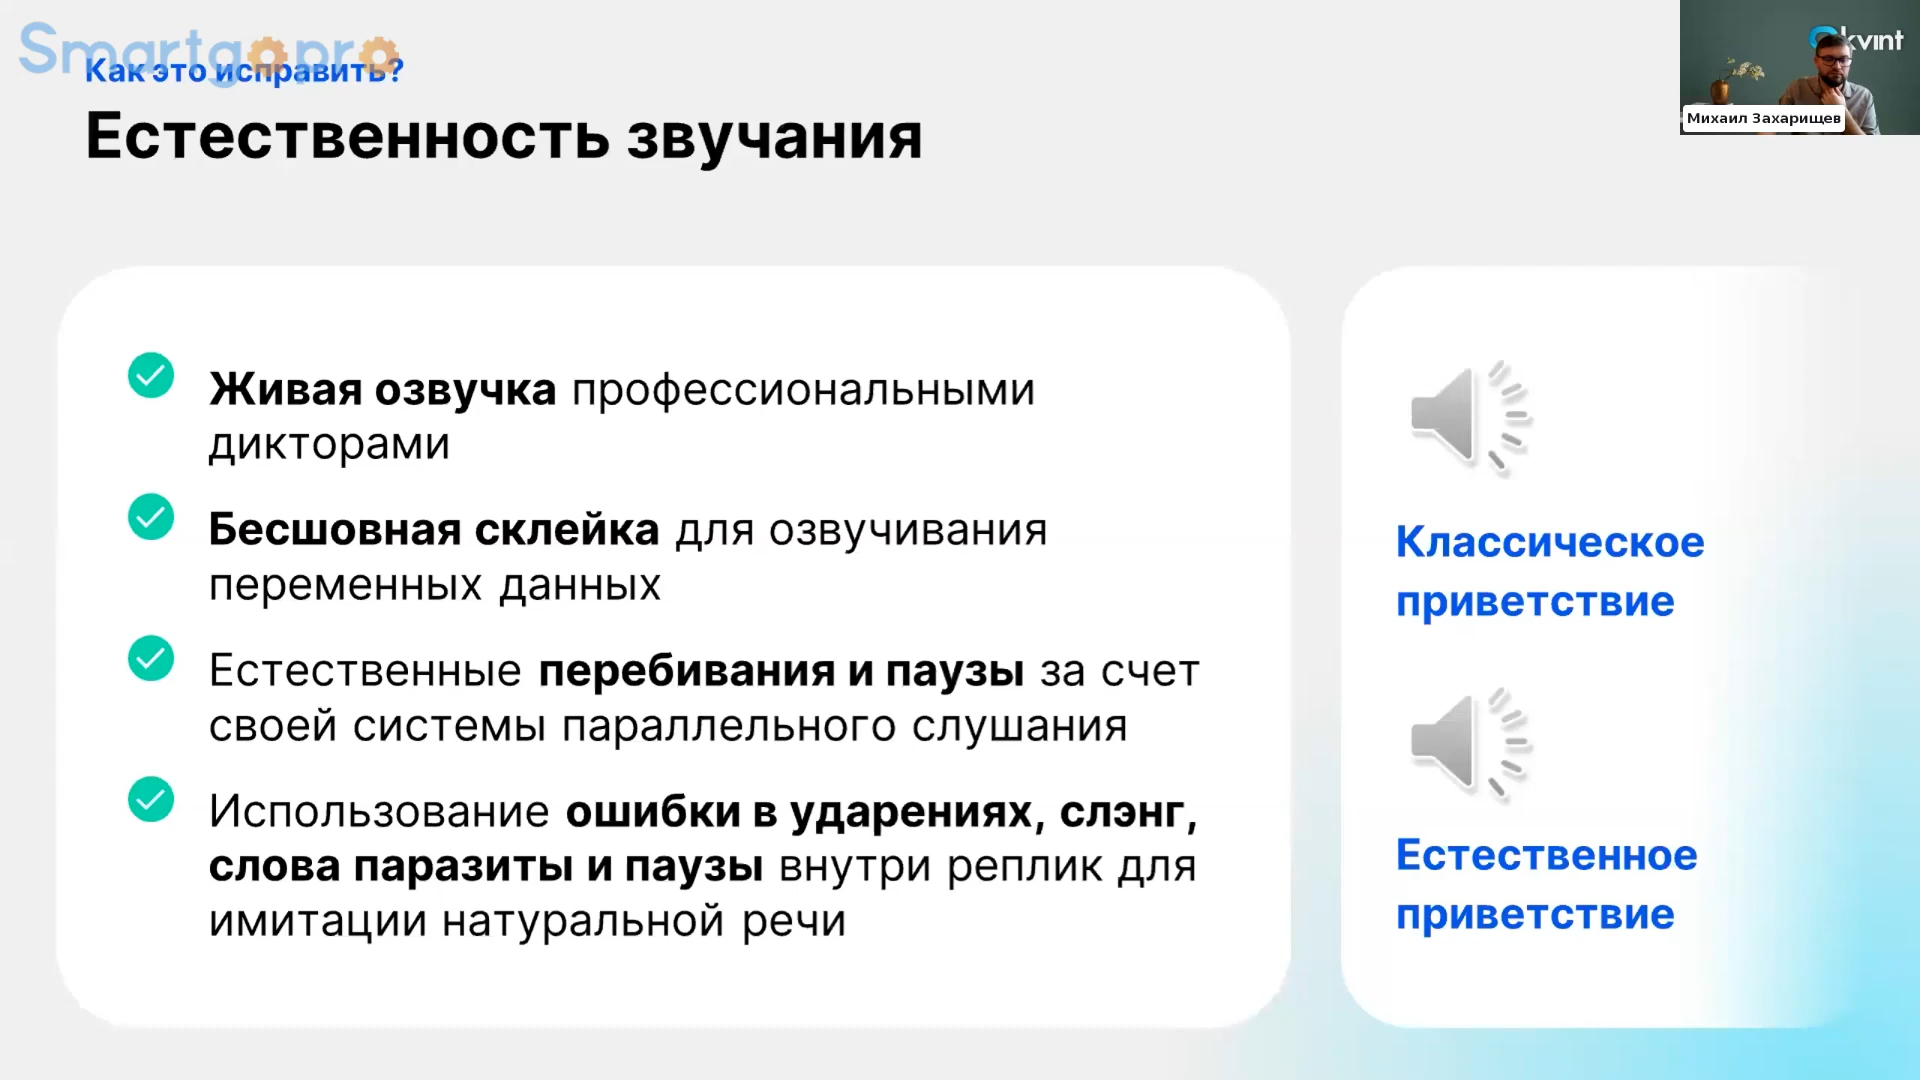 Smartgopro
Как это исправить?
Естественность звучания
kvint
Михаил Захарищев
Живая озвучка профессиональными
дикторами
Бесшовная склейка для озвучивания
переменных данных
Естественные перебивания и паузы за счет
своей системы параллельного слушания
Использование ошибки в ударениях, слэнг,
слова паразиты и паузы внутри реплик для
имитации натуральной речи
Классическое
приветствие
Естественное
приветствие